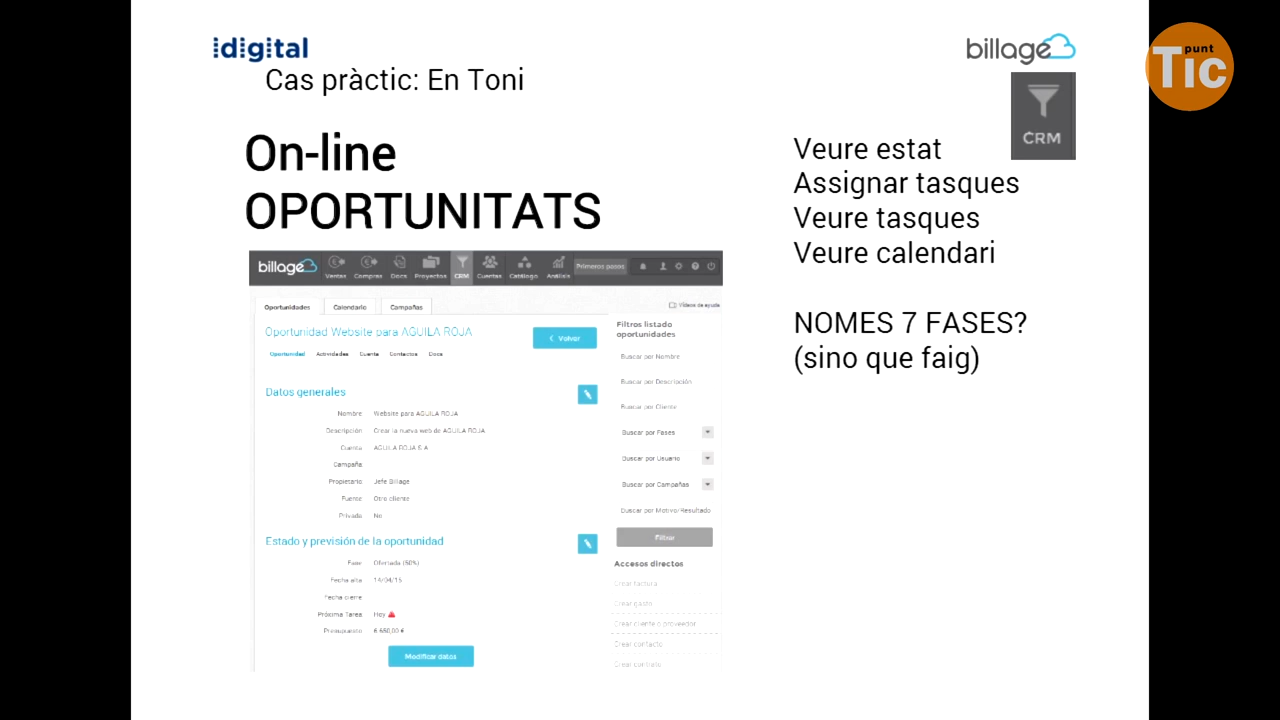 idigital
billage
punt
Tic
Cas pràctic: En Toni
CRM
On-line
OPORTUNITATS
Veure estat
Assignar tasques
Veure tasques
Veure calendari
NOMES 7 FASES?
(sino que faig)
billage
Ventas
Compras
Docs
Proyectos
CRM
Cuentas
Catálogo
Análisis
Primeros pasos
Oportunidades
Calendario
Campañas
Vídeos de ayuda
Oportunidad Website para AGUILA ROJA
Volver
Oportunidad
Actividades
Cuenta
Contactos
Docs
Datos generales
Nombre Website para AGUILA ROJA
Descripción Crear la nueva web de AGUILA ROJA
Cuenta AGUILA ROJA S.A
Campaña
Propietario Jefe Billage
Fuente Otro cliente
Privada No
Estado y previsión de la oportunidad
Fase Ofertada (50%)
Fecha alta 14/04/15
Fecha cierre
Próxima Tarea Hoy
Presupuesto 6.650,00 €
Modificar datos
Filtros listado
oportunidades
Buscar por Nombre
Buscar por Descripción
Buscar por Cliente
Buscar por Fases
Buscar por Usuario
Buscar por Campañas
Buscar por Motivo/Resultado
Filtrar
Accesos directos
Crear factura
Crear gasto
Crear cliente o proveedor
Crear contacto
Crear contrato